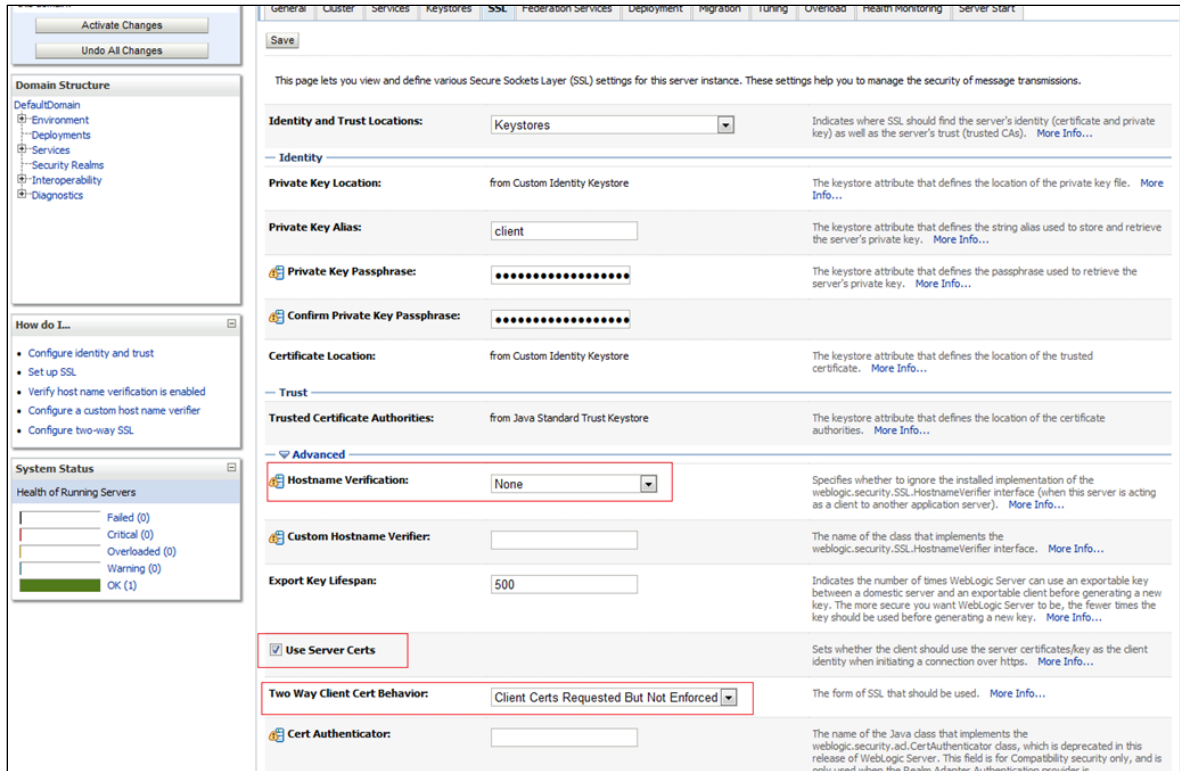 Activate Changes
Undo All Changes
Domain Structure
DefaultDomain
Environment
Deployments
Services
Security Realms
Interoperability
Diagnostics
How do I...
Configure identity and trust
Set up SSL
Verify host name verification is enabled
Configure a custom host name verifier
Configure two-way SSL
System Status
Health of Running Servers
Failed (0)
Critical (0)
Overloaded (0)
Warning (0)
OK (1)
General Cluster Services Keystores SSL Federation Services Deployment Migration Tuning Overload Health Monitoring Server Start
Save
This page lets you view and define various Secure Sockets Layer (SSL) settings for this server instance. These settings help you to manage the security of message transmissions.
Identity and Trust Locations: Keystores
Indicates where SSL should find the server's identity (certificate and private
key) as well as the server's trust (trusted CAs). More Info...
Identity
Private Key Location: from Custom Identity Keystore
The keystore attribute that defines the location of the private key file. More
Info...
Private Key Alias: client
The keystore attribute that defines the string alias used to store and retrieve
the server's private key. More Info...
Private Key Passphrase: ••••••••••••••••••
The keystore attribute that defines the passphrase used to retrieve the
server's private key. More Info...
Confirm Private Key Passphrase: ••••••••••••••••••
Certificate Location: from Custom Identity Keystore
The keystore attribute that defines the location of the trusted
certificate. More Info...
Trust
Trusted Certificate Authorities: from Java Standard Trust Keystore
The keystore attribute that defines the location of the certificate
authorities. More Info...
Advanced
Hostname Verification: None
Specifies whether to ignore the installed implementation of the
weblogic.security.SSL.HostnameVerifier interface (when this server is acting
as a client to another application server). More Info...
Custom Hostname Verifier:
The name of the class that implements the
weblogic.security.SSL.HostnameVerifier interface. More Info...
Export Key Lifespan: 500
Indicates the number of times WebLogic Server can use an exportable key
between a domestic server and an exportable client before generating a new
key. The more secure you want WebLogic Server to be, the fewer times the
key should be used before generating a new key. More Info...
Use Server Certs
Sets whether the client should use the server certificates/key as the client
identity when initiating a connection over https. More Info...
Two Way Client Cert Behavior: Client Certs Requested But Not Enforced
The form of SSL that should be used. More Info...
Cert Authenticator:
The name of the Java class that implements the
weblogic.security.acl.CertAuthenticator class, which is deprecated in this
release of WebLogic Server. This field is for Compatibility security only, and is
only used when the Realm Adapter Authentication provider is